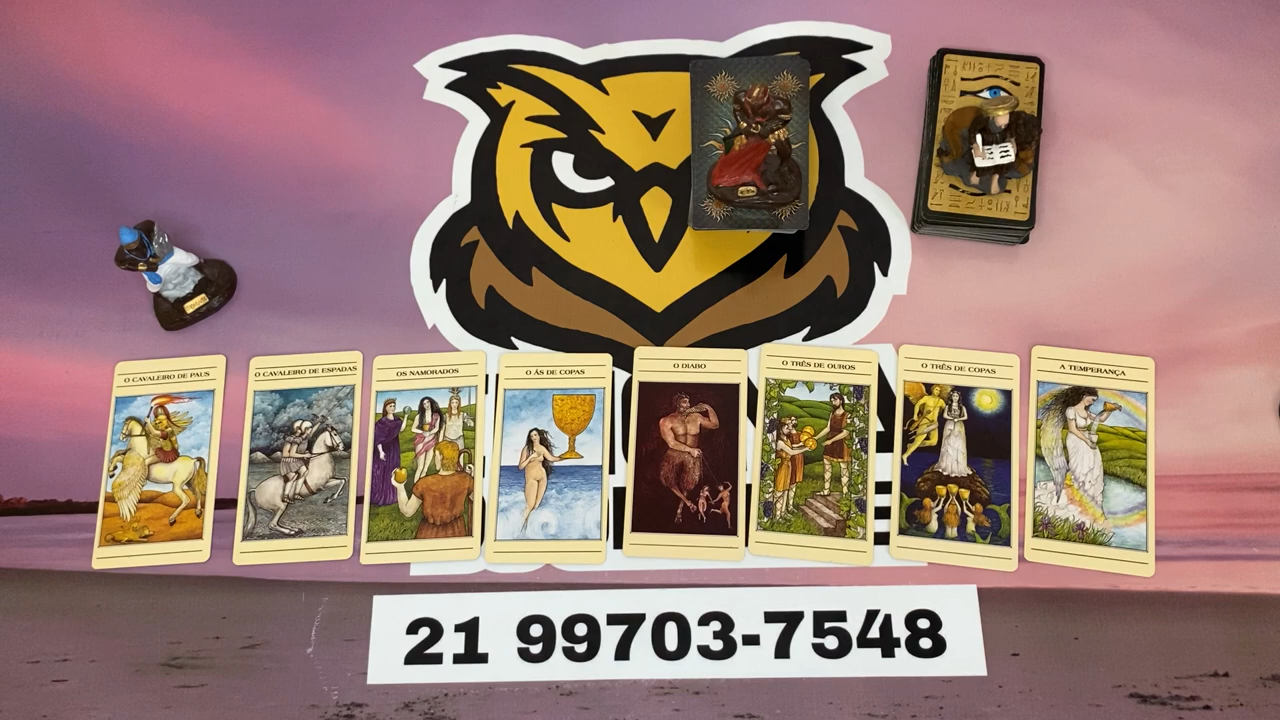 O CAVALEIRO DE PAUS
O CAVALEIRO DE ESPADAS
OS NAMORADOS
O ÁS DE COPAS
O DIABO
O TRÊS DE OUROS
O TRÊS DE COPAS
A TEMPERANÇA
21 99703-7548